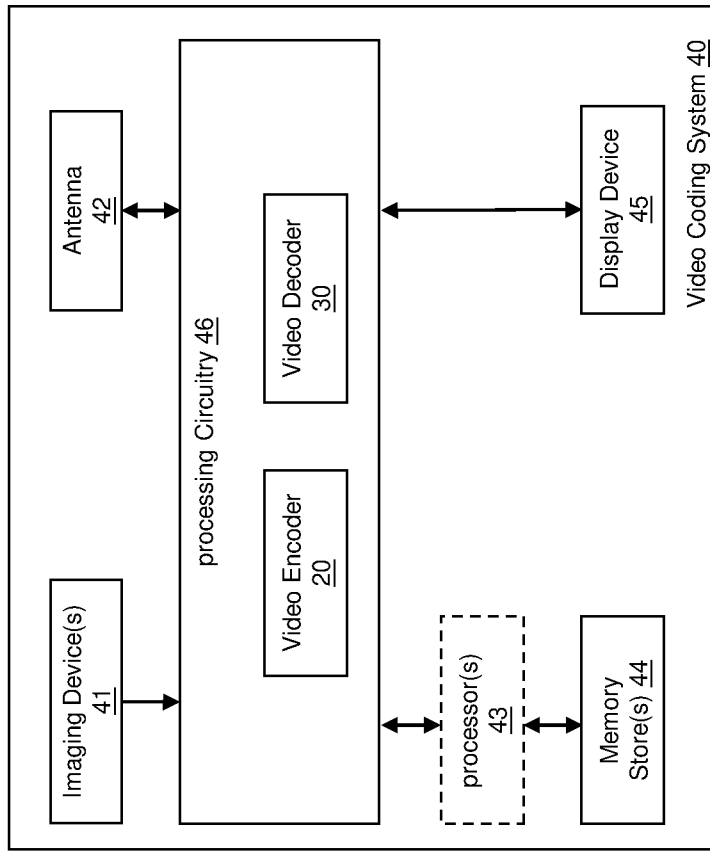 Imaging Device(s)
41
Antenna
42
processing Circuitry 46
Video Encoder
20
Video Decoder
30
processor(s)
43
Memory
Store(s) 44
Display Device
45
Video Coding System 40